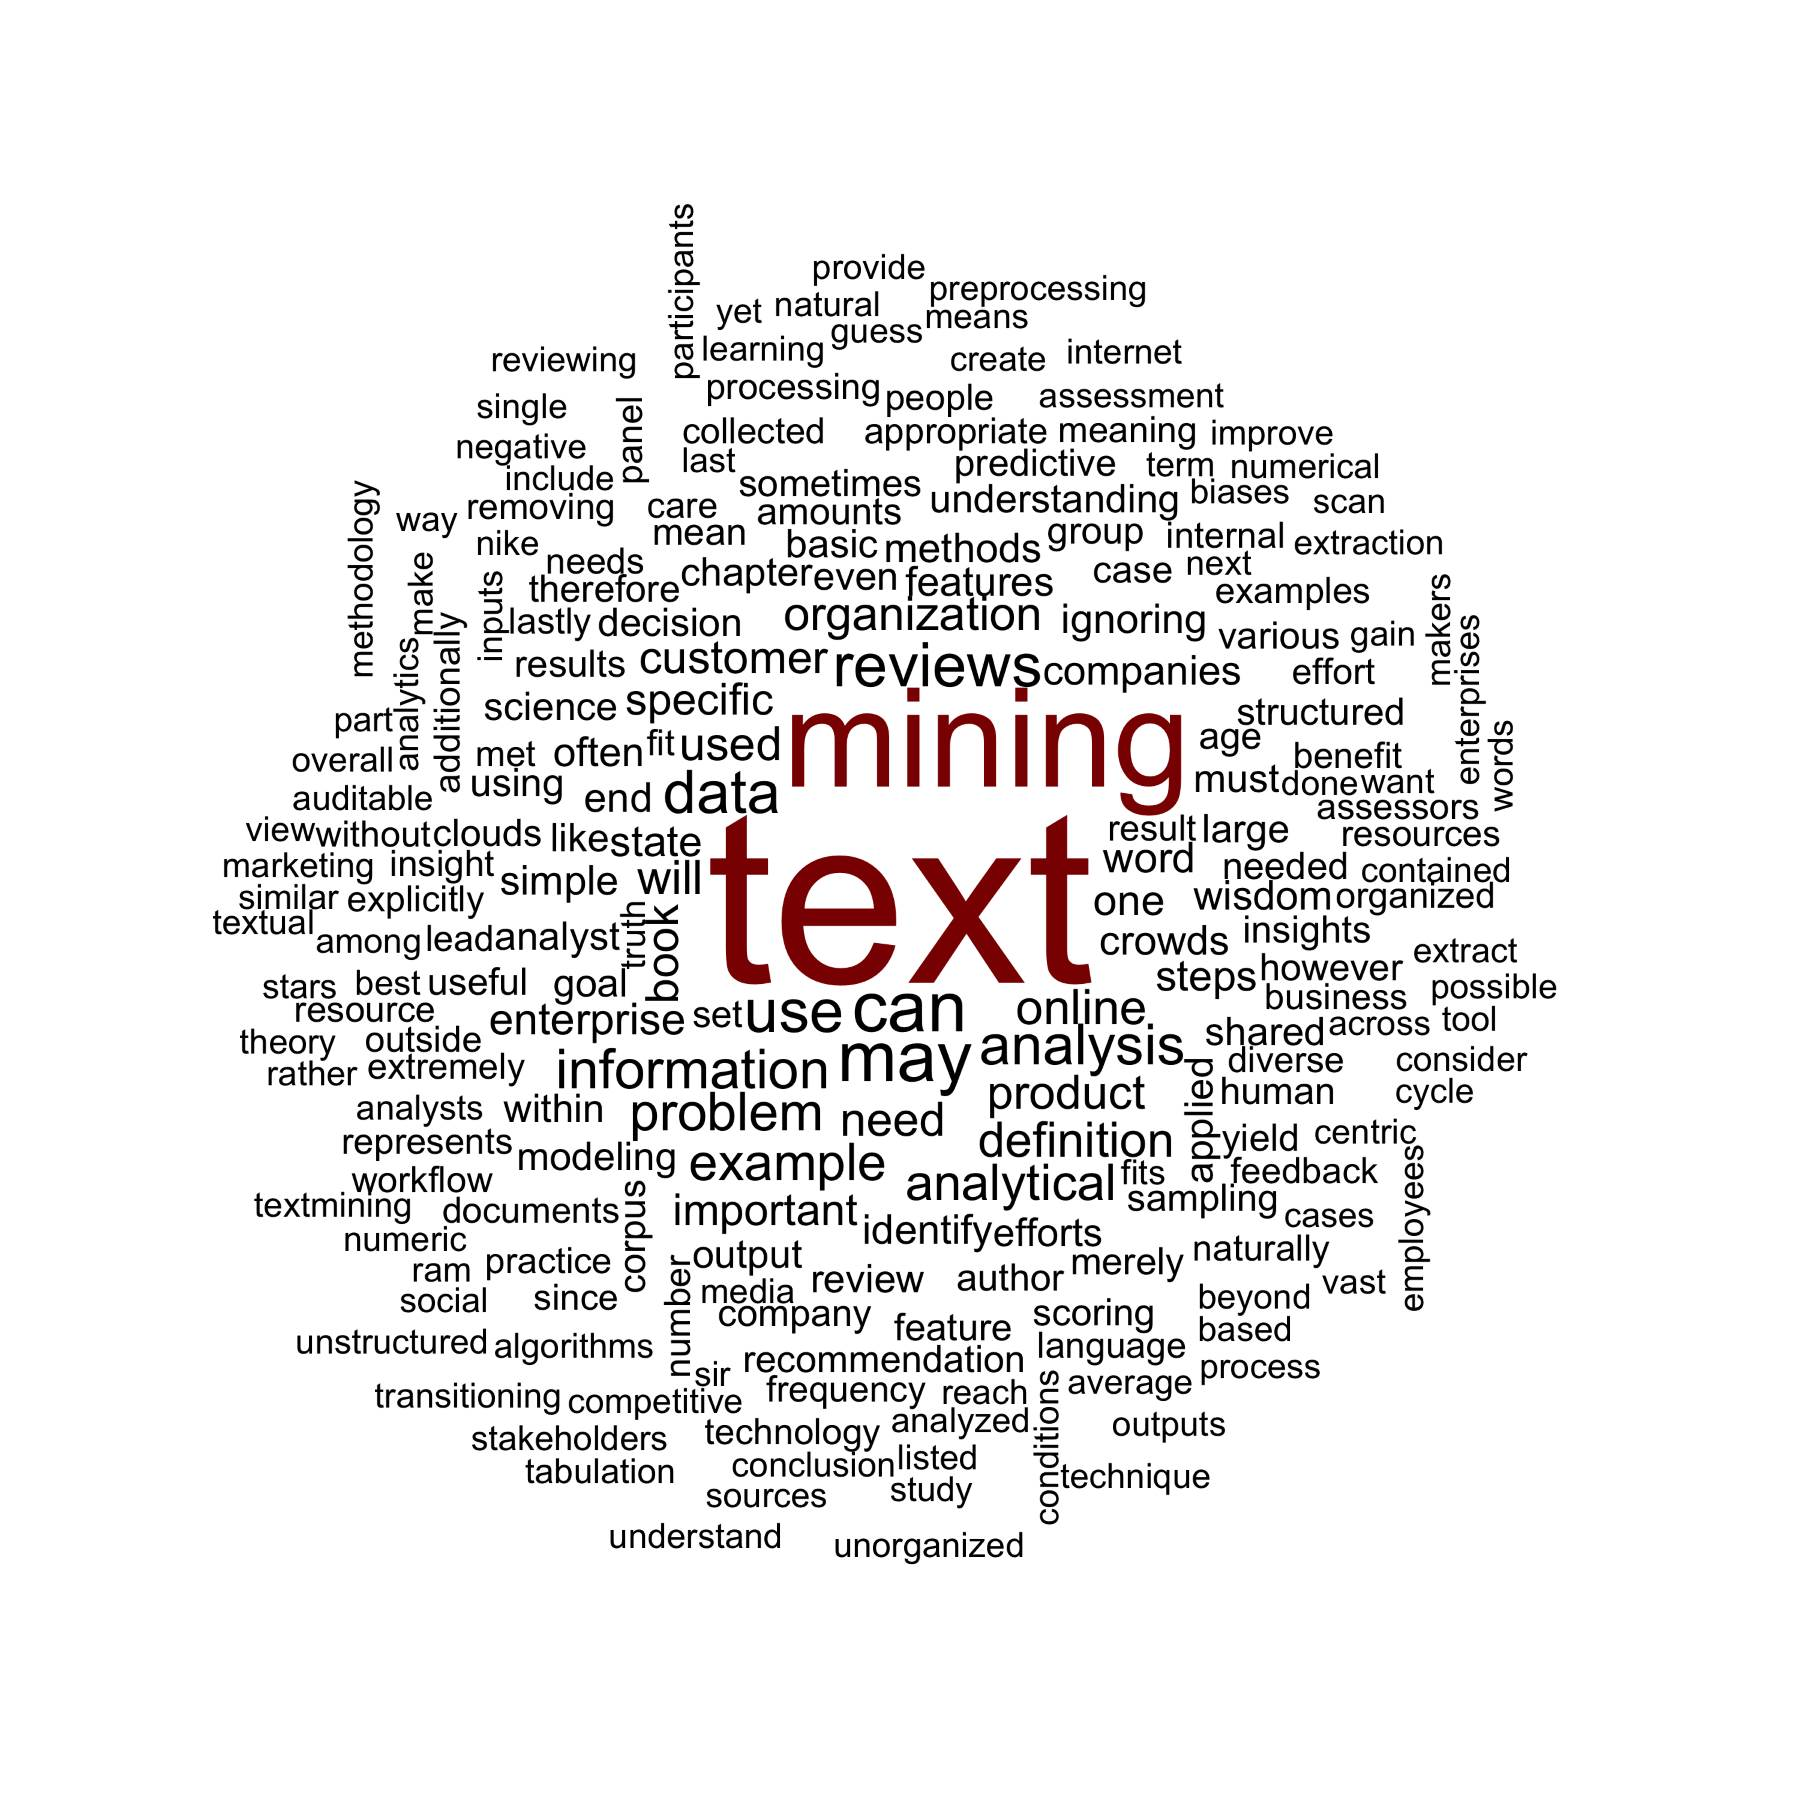 participants
provide
preprocessing
yet natural
means
guess
learning
create internet
reviewing
processing people assessment
single
panel
collected appropriate meaning improve
negative
last
predictive term numerical
include
sometimes
understanding biases scan
methodology
way removing care amounts
nike mean basic methods group internal extraction
needs
chapter even features case next
therefore
examples
make
inputs
makers
lastly decision organization ignoring various gain
additionally
enterprises
analytics
results customer reviews companies effort
science specific mining structured
part
age
words
overall met often fit used benefit
using end data must done want
auditable
assessors
view without clouds like state text result large resources
marketing insight simple will word needed contained
similar explicitly
one wisdom organized
textual
truth
book
among lead analyst crowds insights extract
stars best useful goal steps however
business possible
resource enterprise set use can online
theory outside shared across tool
rather extremely information may analysis diverse consider
applied
analysts within problem need product human cycle
represents modeling definition yield centric
workflow example analytical fits feedback
employees
textmining documents corpus important sampling cases
numeric
identify efforts
practice output merely naturally
ram
number
media review author
social since company scoring beyond vast
unstructured algorithms feature language based
sir recommendation
process
transitioning competitive frequency reach average
conditions
stakeholders technology analyzed outputs
tabulation conclusion listed technique
sources study
understand unorganized